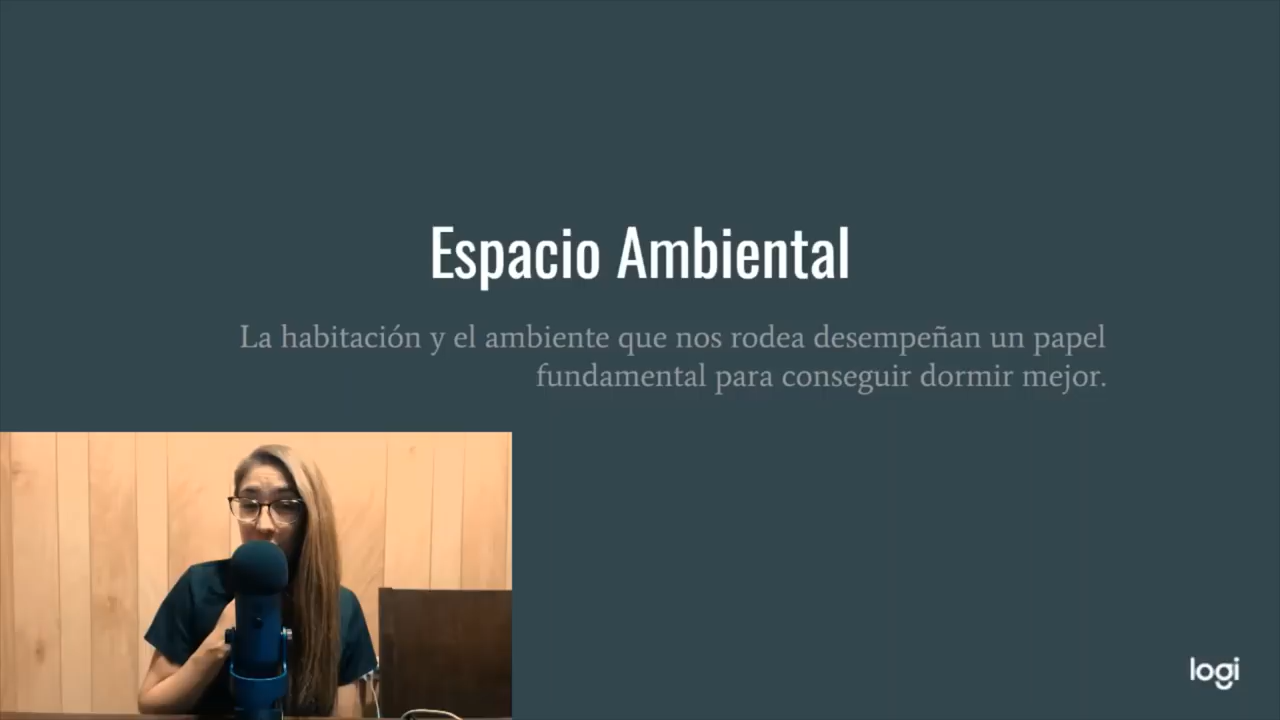 Espacio Ambiental
La habitación y el ambiente que nos rodea desempeñan un papel
fundamental para conseguir dormir mejor.
logi